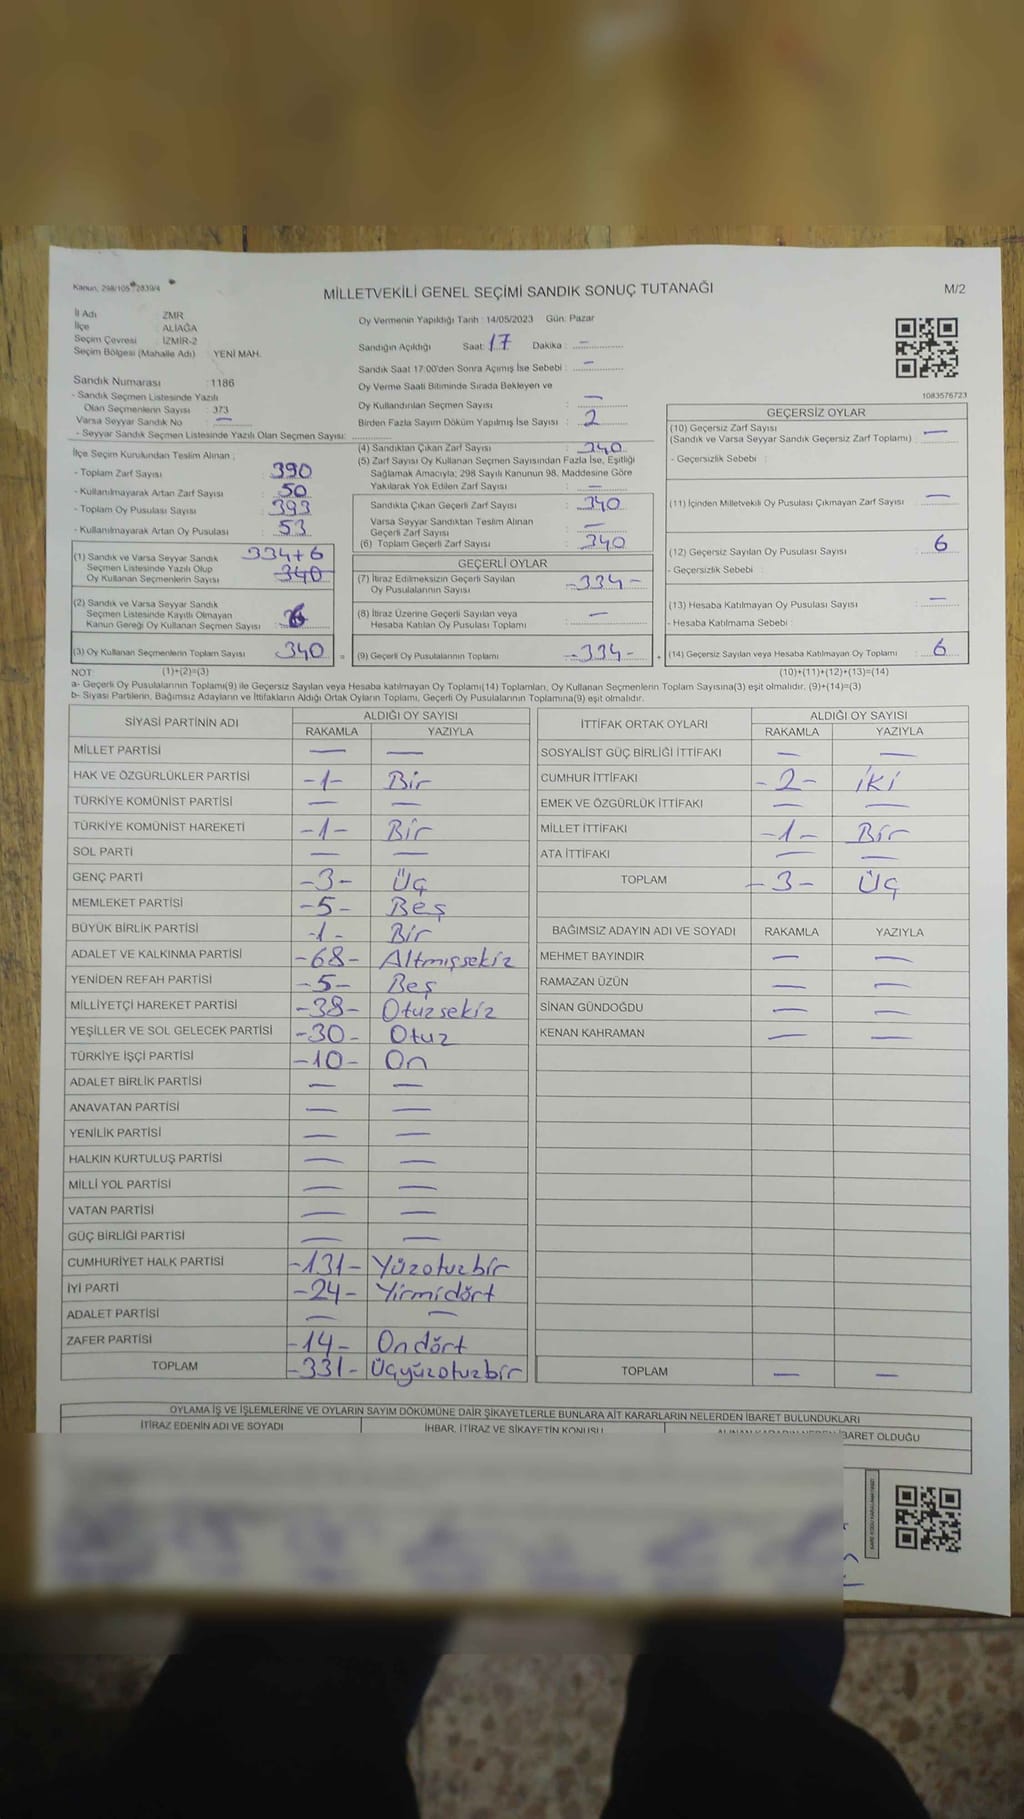 Kanun, 298/105 2839/4
MİLLETVEKİLİ GENEL SEÇİMİ SANDIK SONUÇ TUTANAĞI
M/2
İl Adı ZMR
İlçe ALİAĞA
Seçim Çevresi : İZMİR-2
Seçim Bölgesi (Mahalle Adı) YENİ MAH.
Sandık Numarası : 1186
- Sandık Seçmen Listesinde Yazılı
Olan Seçmenlerin Sayısı : 373
Varsa Seyyar Sandık No —
- Seyyar Sandık Seçmen Listesinde Yazılı Olan Seçmen Sayısı:
İlçe Seçim Kurulundan Teslim Alınan ;
- Toplam Zarf Sayısı : 390
- Kullanılmayarak Artan Zarf Sayısı : 50
- Toplam Oy Pusulası Sayısı : 393
- Kullanılmayarak Artan Oy Pusulası : 53
(1) Sandık ve Varsa Seyyar Sandık 334+6
Seçmen Listesinde Yazılı Olup 340
Oy Kullanan Seçmenlerin Sayısı
(2) Sandık ve Varsa Seyyar Sandık
Seçmen Listesinde Kayıtlı Olmayan
Kanun Gereği Oy Kullanan Seçmen Sayısı :
(3) Oy Kullanan Seçmenlerin Toplam Sayısı 340 =
Oy Vermenin Yapıldığı Tarih : 14/05/2023 Gün: Pazar
Sandığın Açıldığı Saat: 17 Dakika : —
Sandık Saat 17:00'den Sonra Açımış İse Sebebi : —
Oy Verme Saati Bitiminde Sırada Bekleyen ve
Oy Kullandırılan Seçmen Sayısı : —
Birden Fazla Sayım Döküm Yapılmış İse Sayısı : 2
(4) Sandıktan Çıkan Zarf Sayısı : 340
(5) Zarf Sayısı Oy Kullanan Seçmen Sayısından Fazla İse, Eşitliği
Sağlamak Amacıyla; 298 Sayılı Kanunun 98. Maddesine Göre
Yakılarak Yok Edilen Zarf Sayısı : —
Sandıkta Çıkan Geçerli Zarf Sayısı : 340
Varsa Seyyar Sandıktan Teslim Alınan
Geçerli Zarf Sayısı : —
(6) Toplam Geçerli Zarf Sayısı : 340
GEÇERLİ OYLAR
(7) İtiraz Edilmeksizin Geçerli Sayılan
Oy Pusulalarının Sayısı : -334-
(8) İtiraz Üzerine Geçerli Sayılan veya
Hesaba Katılan Oy Pusulası Toplamı : —
(9) Geçerli Oy Pusulalarının Toplamı : -334- +
1083576723
GEÇERSİZ OYLAR
(10) Geçersiz Zarf Sayısı
(Sandık ve Varsa Seyyar Sandık Geçersiz Zarf Toplamı) : —
- Geçersizlik Sebebi :
(11) İçinden Milletvekili Oy Pusulası Çıkmayan Zarf Sayısı : —
(12) Geçersiz Sayılan Oy Pusulası Sayısı : 6
- Geçersizlik Sebebi :
(13) Hesaba Katılmayan Oy Pusulası Sayısı : —
- Hesaba Katılmama Sebebi :
(14) Geçersiz Sayılan veya Hesaba Katılmayan Oy Toplamı : 6
NOT : (1)+(2)=(3) (10)+(11)+(12)+(13)=(14)
a- Geçerli Oy Pusulalarının Toplamı(9) ile Geçersiz Sayılan veya Hesaba katılmayan Oy Toplamı(14) Toplamları, Oy Kullanan Seçmenlerin Toplam Sayısına(3) eşit olmalıdır. (9)+(14)=(3)
b- Siyasi Partilerin, Bağımsız Adayların ve İttifakların Aldığı Ortak Oyların Toplamı, Geçerli Oy Pusulalarının Toplamına(9) eşit olmalıdır.
SİYASİ PARTİNİN ADI ALDIĞI OY SAYISI
RAKAMLA YAZIYLA
MİLLET PARTİSİ — —
HAK VE ÖZGÜRLÜKLER PARTİSİ -1- Bir
TÜRKİYE KOMÜNİST PARTİSİ — —
TÜRKİYE KOMÜNİST HAREKETİ -1- Bir
SOL PARTİ — —
GENÇ PARTİ -3- Üç
MEMLEKET PARTİSİ -5- Beş
BÜYÜK BİRLİK PARTİSİ -1- Bir
ADALET VE KALKINMA PARTİSİ -68- Altmışsekiz
YENİDEN REFAH PARTİSİ -5- Beş
MİLLİYETÇİ HAREKET PARTİSİ -38- Otuzsekiz
YEŞİLLER VE SOL GELECEK PARTİSİ -30- Otuz
TÜRKİYE İŞÇİ PARTİSİ -10- On
ADALET BİRLİK PARTİSİ — —
ANAVATAN PARTİSİ — —
YENİLİK PARTİSİ — —
HALKIN KURTULUŞ PARTİSİ — —
MİLLİ YOL PARTİSİ — —
VATAN PARTİSİ — —
GÜÇ BİRLİĞİ PARTİSİ — —
CUMHURİYET HALK PARTİSİ -131- Yüzotuzbir
İYİ PARTİ -24- Yirmidört
ADALET PARTİSİ — —
ZAFER PARTİSİ -14- Ondört
TOPLAM -331- Üçyüzotuzbir
İTTİFAK ORTAK OYLARI ALDIĞI OY SAYISI
RAKAMLA YAZIYLA
SOSYALİST GÜÇ BİRLİĞİ İTTİFAKI — —
CUMHUR İTTİFAKI -2- İki
EMEK VE ÖZGÜRLÜK İTTİFAKI — —
MİLLET İTTİFAKI -1- Bir
ATA İTTİFAKI — —
TOPLAM -3- Üç
BAĞIMSIZ ADAYIN ADI VE SOYADI RAKAMLA YAZIYLA
MEHMET BAYINDIR — —
RAMAZAN ÜZÜN — —
SİNAN GÜNDOĞDU — —
KENAN KAHRAMAN — —
TOPLAM — —
OYLAMA İŞ VE İŞLEMLERİNE VE OYLARIN SAYIM DÖKÜMÜNE DAİR ŞİKAYETLERLE BUNLARA AİT KARARLARIN NELERDEN İBARET BULUNDUKLARI
İTİRAZ EDENİN ADI VE SOYADI İHBAR, İTİRAZ VE ŞİKAYETİN KONUSU İBARET OLDUĞU